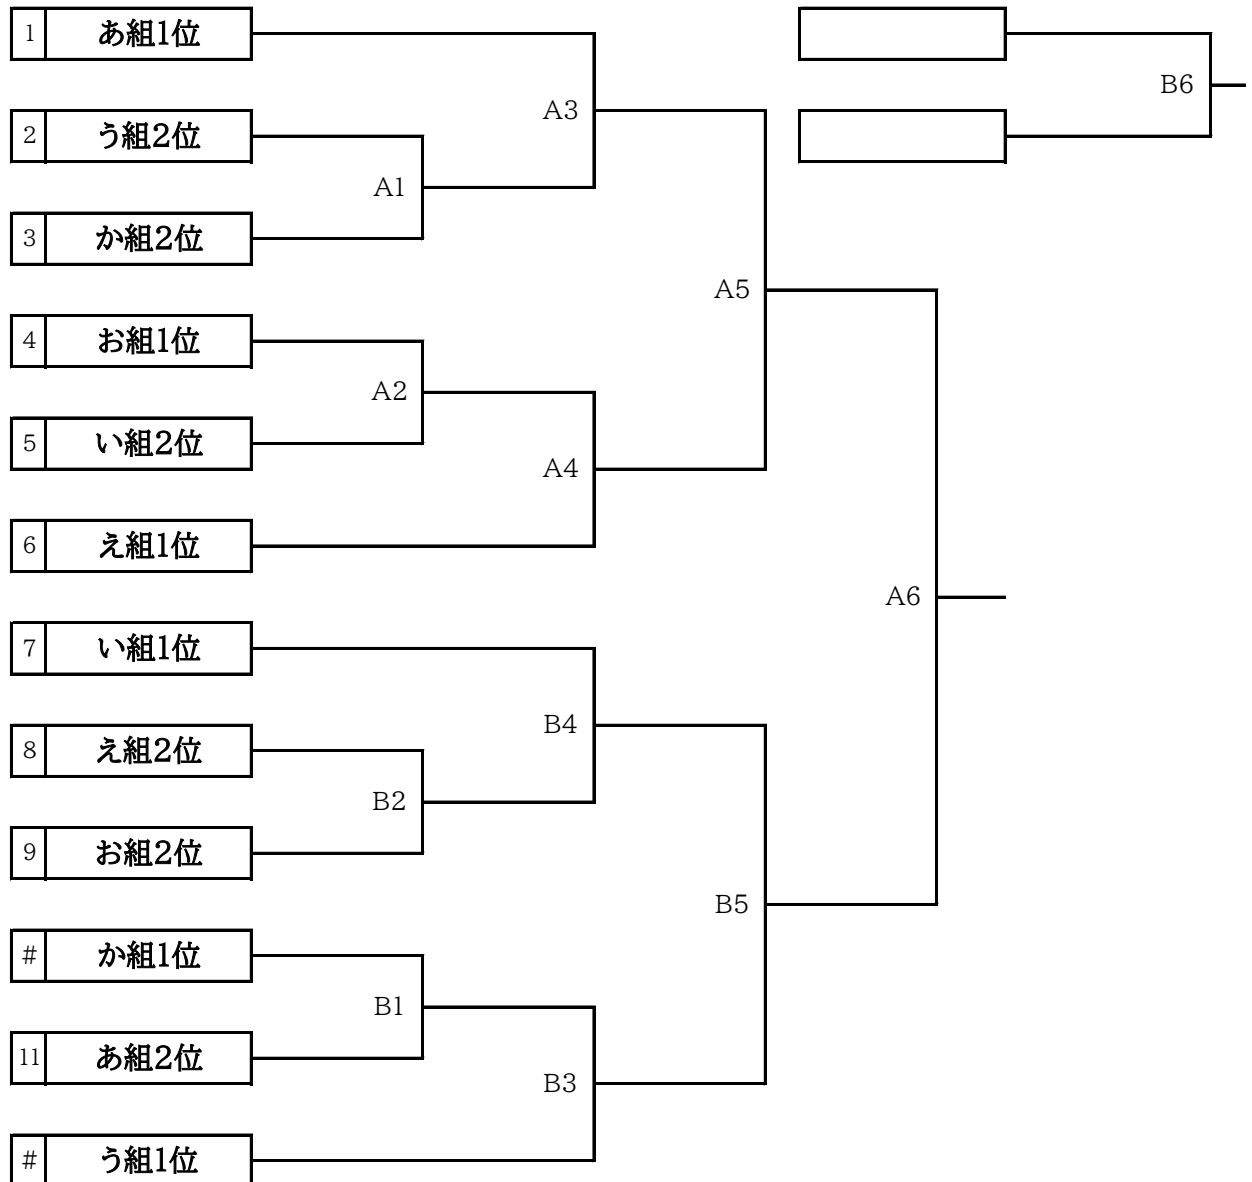 1 あ組1位
B6
A3
2 う組2位
A1
3 か組2位
A5
4 お組1位
A2
5 い組2位
A4
6 え組1位
A6
7 い組1位
B4
8 え組2位
B2
9 お組2位
B5
# か組1位
B1
11 あ組2位
B3
# う組1位